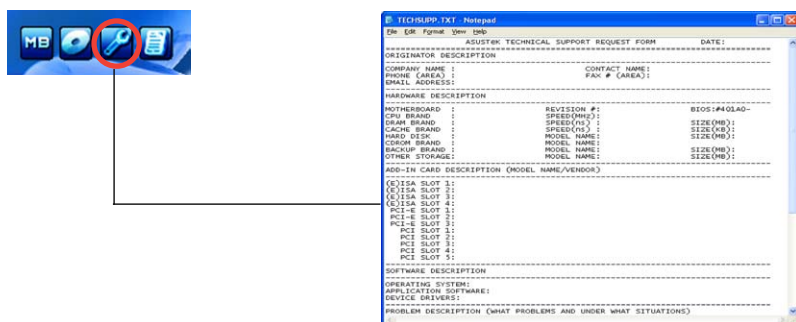 MB
TECHSUPP.TXT - Notepad
File Edit Format View Help
ASUSTeK TECHNICAL SUPPORT REQUEST FORM DATE:
ORIGINATOR DESCRIPTION
COMPANY NAME : CONTACT NAME:
PHONE (AREA) : FAX # (AREA):
EMAIL ADDRESS:
HARDWARE DESCRIPTION
MOTHERBOARD : REVISION #: BIOS:#401A0-
CPU BRAND : SPEED(MHz):
DRAM BRAND : SPEED(ns) : SIZE(MB):
CACHE BRAND : SPEED(ns) : SIZE(KB):
HARD DISK : MODEL NAME: SIZE(MB):
CDROM BRAND : MODEL NAME:
BACKUP BRAND : MODEL NAME: SIZE(MB):
OTHER STORAGE: MODEL NAME: SIZE(MB):
ADD-IN CARD DESCRIPTION (MODEL NAME/VENDOR)
(E)ISA SLOT 1:
(E)ISA SLOT 2:
(E)ISA SLOT 3:
(E)ISA SLOT 4:
PCI-E SLOT 1:
PCI-E SLOT 2:
PCI-E SLOT 3:
PCI SLOT 1:
PCI SLOT 2:
PCI SLOT 3:
PCI SLOT 4:
PCI SLOT 5:
SOFTWARE DESCRIPTION
OPERATING SYSTEM:
APPLICATION SOFTWARE:
DEVICE DRIVERS:
PROBLEM DESCRIPTION (WHAT PROBLEMS AND UNDER WHAT SITUATIONS)